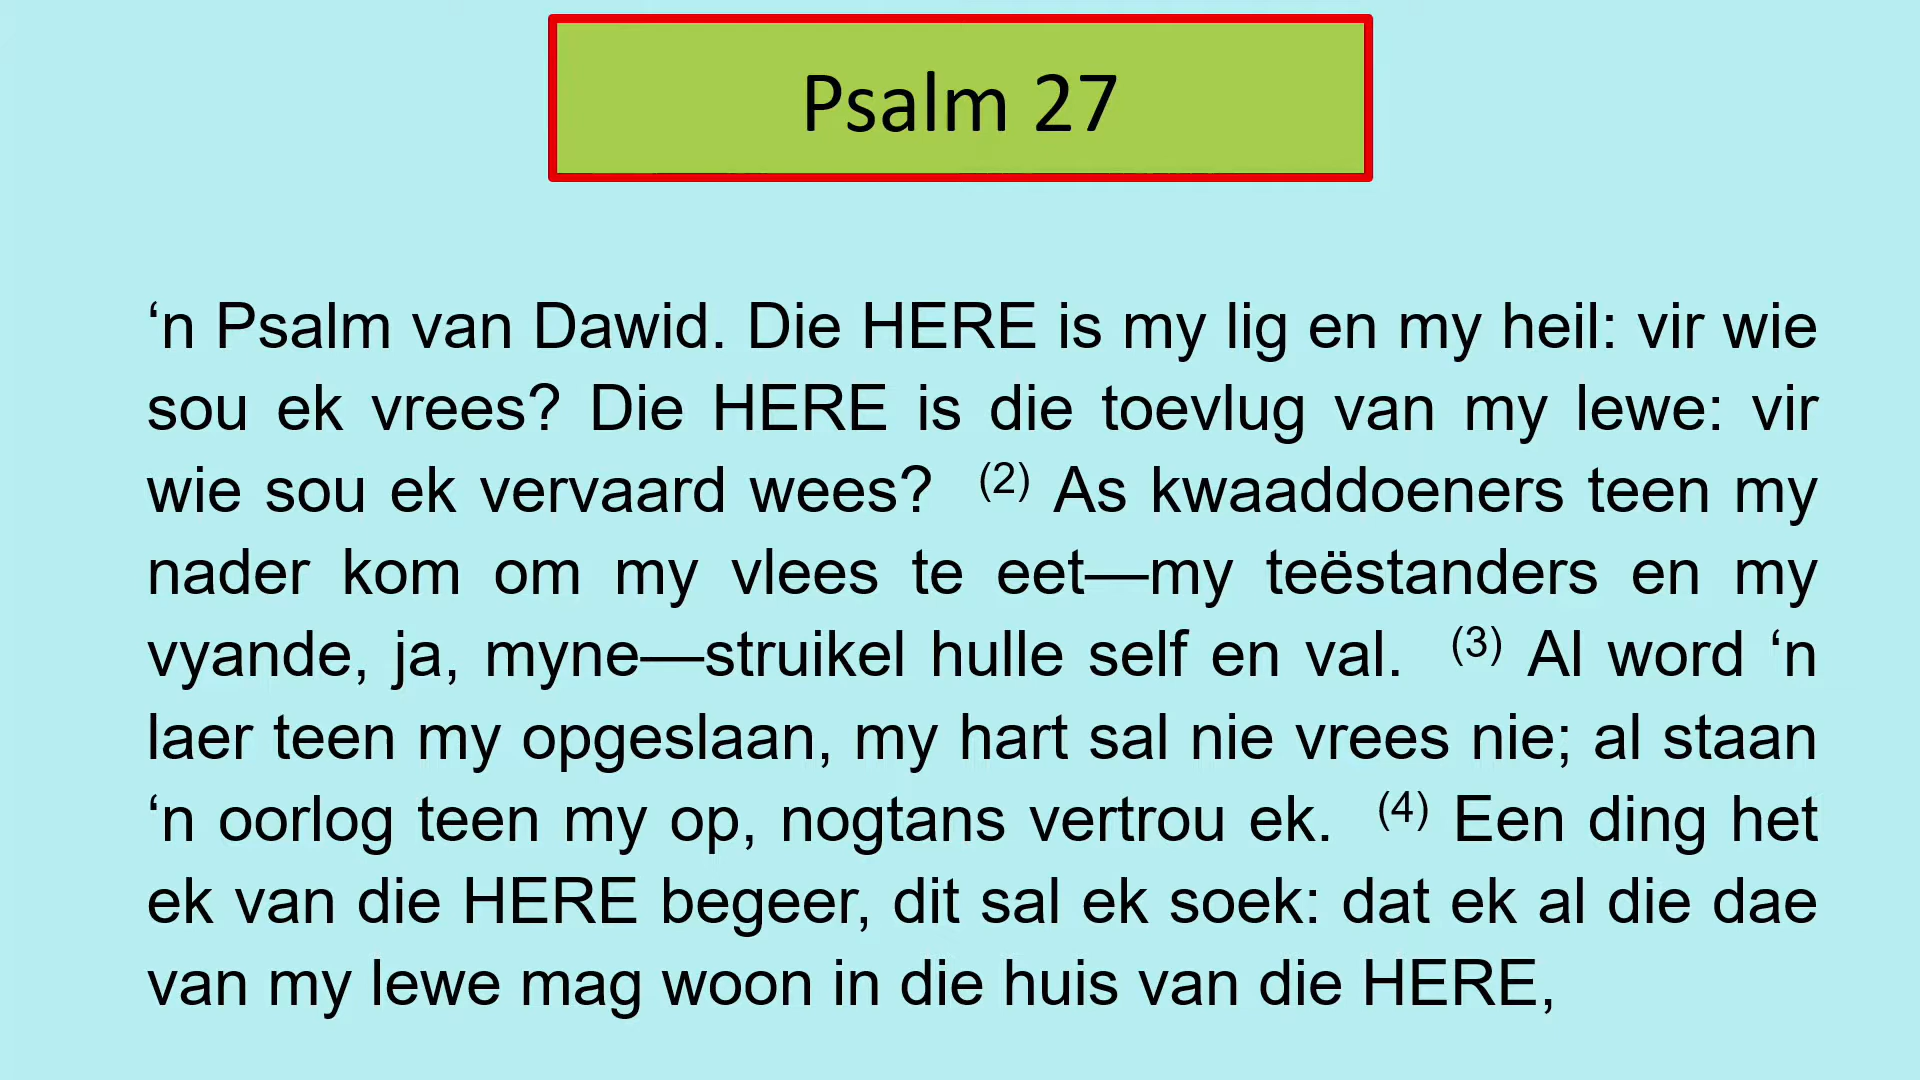 Psalm 27
‘n Psalm van Dawid. Die HERE is my lig en my heil: vir wie
sou ek vrees? Die HERE is die toevlug van my lewe: vir
wie sou ek vervaard wees? (2) As kwaaddoeners teen my
nader kom om my vlees te eet—my teëstanders en my
vyande, ja, myne—struikel hulle self en val. (3) Al word ‘n
laer teen my opgeslaan, my hart sal nie vrees nie; al staan
‘n oorlog teen my op, nogtans vertrou ek. (4) Een ding het
ek van die HERE begeer, dit sal ek soek: dat ek al die dae
van my lewe mag woon in die huis van die HERE,